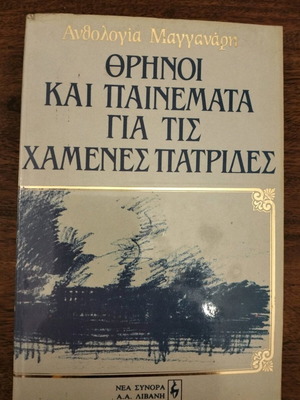 Ανθολογία Μαγγανάρη
ΘΡΗΝΟΙ
ΚΑΙ ΠΑΙΝΕΜΑΤΑ
ΓΙΑ ΤΙΣ
ΧΑΜΕΝΕΣ ΠΑΤΡΙΔΕΣ
ΝΕΑ ΣΥΝΟΡΑ
Α.Α. ΛΙΒΑΝΗ